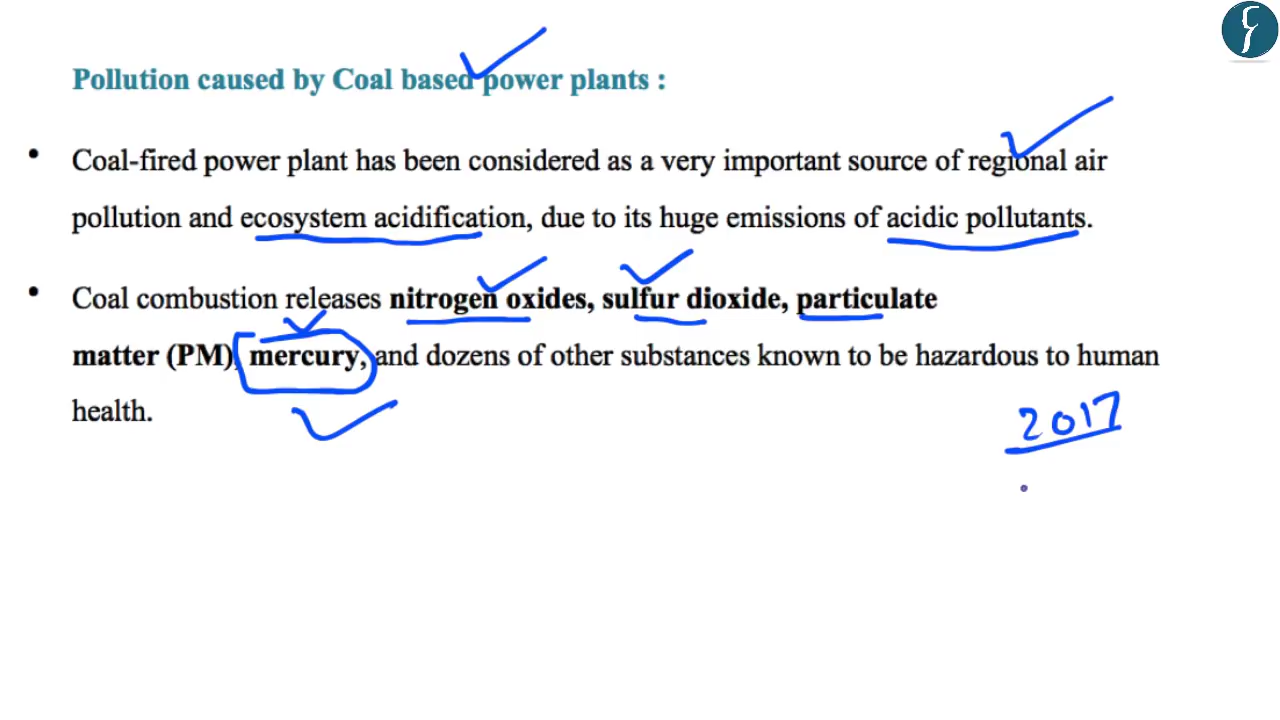 Pollution caused by Coal based power plants :
• Coal-fired power plant has been considered as a very important source of regional air
pollution and ecosystem acidification, due to its huge emissions of acidic pollutants.
• Coal combustion releases nitrogen oxides, sulfur dioxide, particulate
matter (PM), mercury, and dozens of other substances known to be hazardous to human
health.
2017